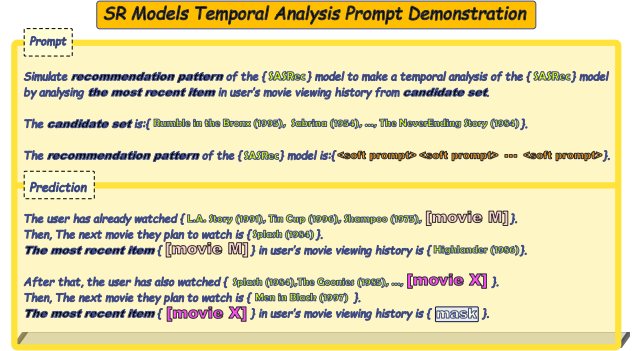 SR Models Temporal Analysis Prompt Demonstration
Prompt
Simulate recommendation pattern of the {SASRec} model to make a temporal analysis of the {SASRec} model
by analysing the most recent item in user's movie viewing history from candidate set.
The candidate set is:{ Rumble in the Bronx (1995), Sabrina (1954), ..., The NeverEnding Story (1984) }.
The recommendation pattern of the {SASRec} model is:{<soft prompt> <soft prompt> ... <soft prompt>}.
Prediction
The user has already watched { L.A. Story (1991), Tin Cup (1996), Shampoo (1975), [movie M] }.
Then, The next movie they plan to watch is {Splash (1984) }.
The most recent item { [movie M] } in user's movie viewing history is { Highlander (1986) }.
After that, the user has also watched { Splash (1984),The Goonies (1985), ..., [movie X] }.
Then, The next movie they plan to watch is { Men in Black (1997) }.
The most recent item { [movie X] } in user's movie viewing history is { mask }.